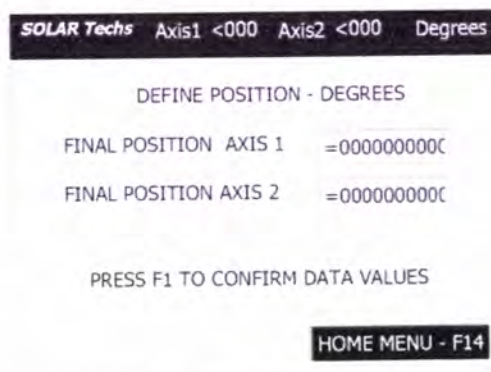 SOLAR Techs Axis1 <000 Axis2 <000 Degrees
DEFINE POSITION - DEGREES
FINAL POSITION AXIS 1 =000000000(
FINAL POSITION AXIS 2 =000000000(
PRESS F1 TO CONFIRM DATA VALUES
HOME MENU - F14